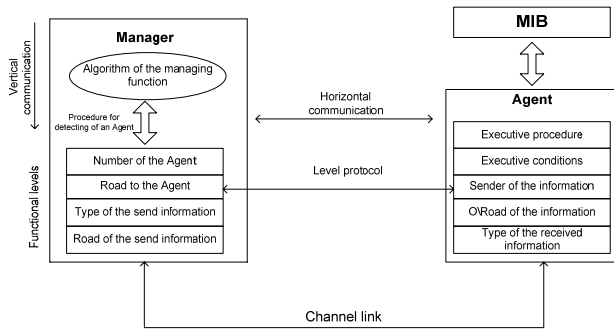 MIB
Manager
Algorithm of the managing
function
Vertical
communication
Procedure for
detecting of an Agent
Horizontal
communication
Agent
Executive procedure
Executive conditions
Sender of the information
O\Road of the information
Type of the received
information
Level protocol
Functional levels
Number of the Agent
Road to the Agent
Type of the send information
Road of the send information
Channel link